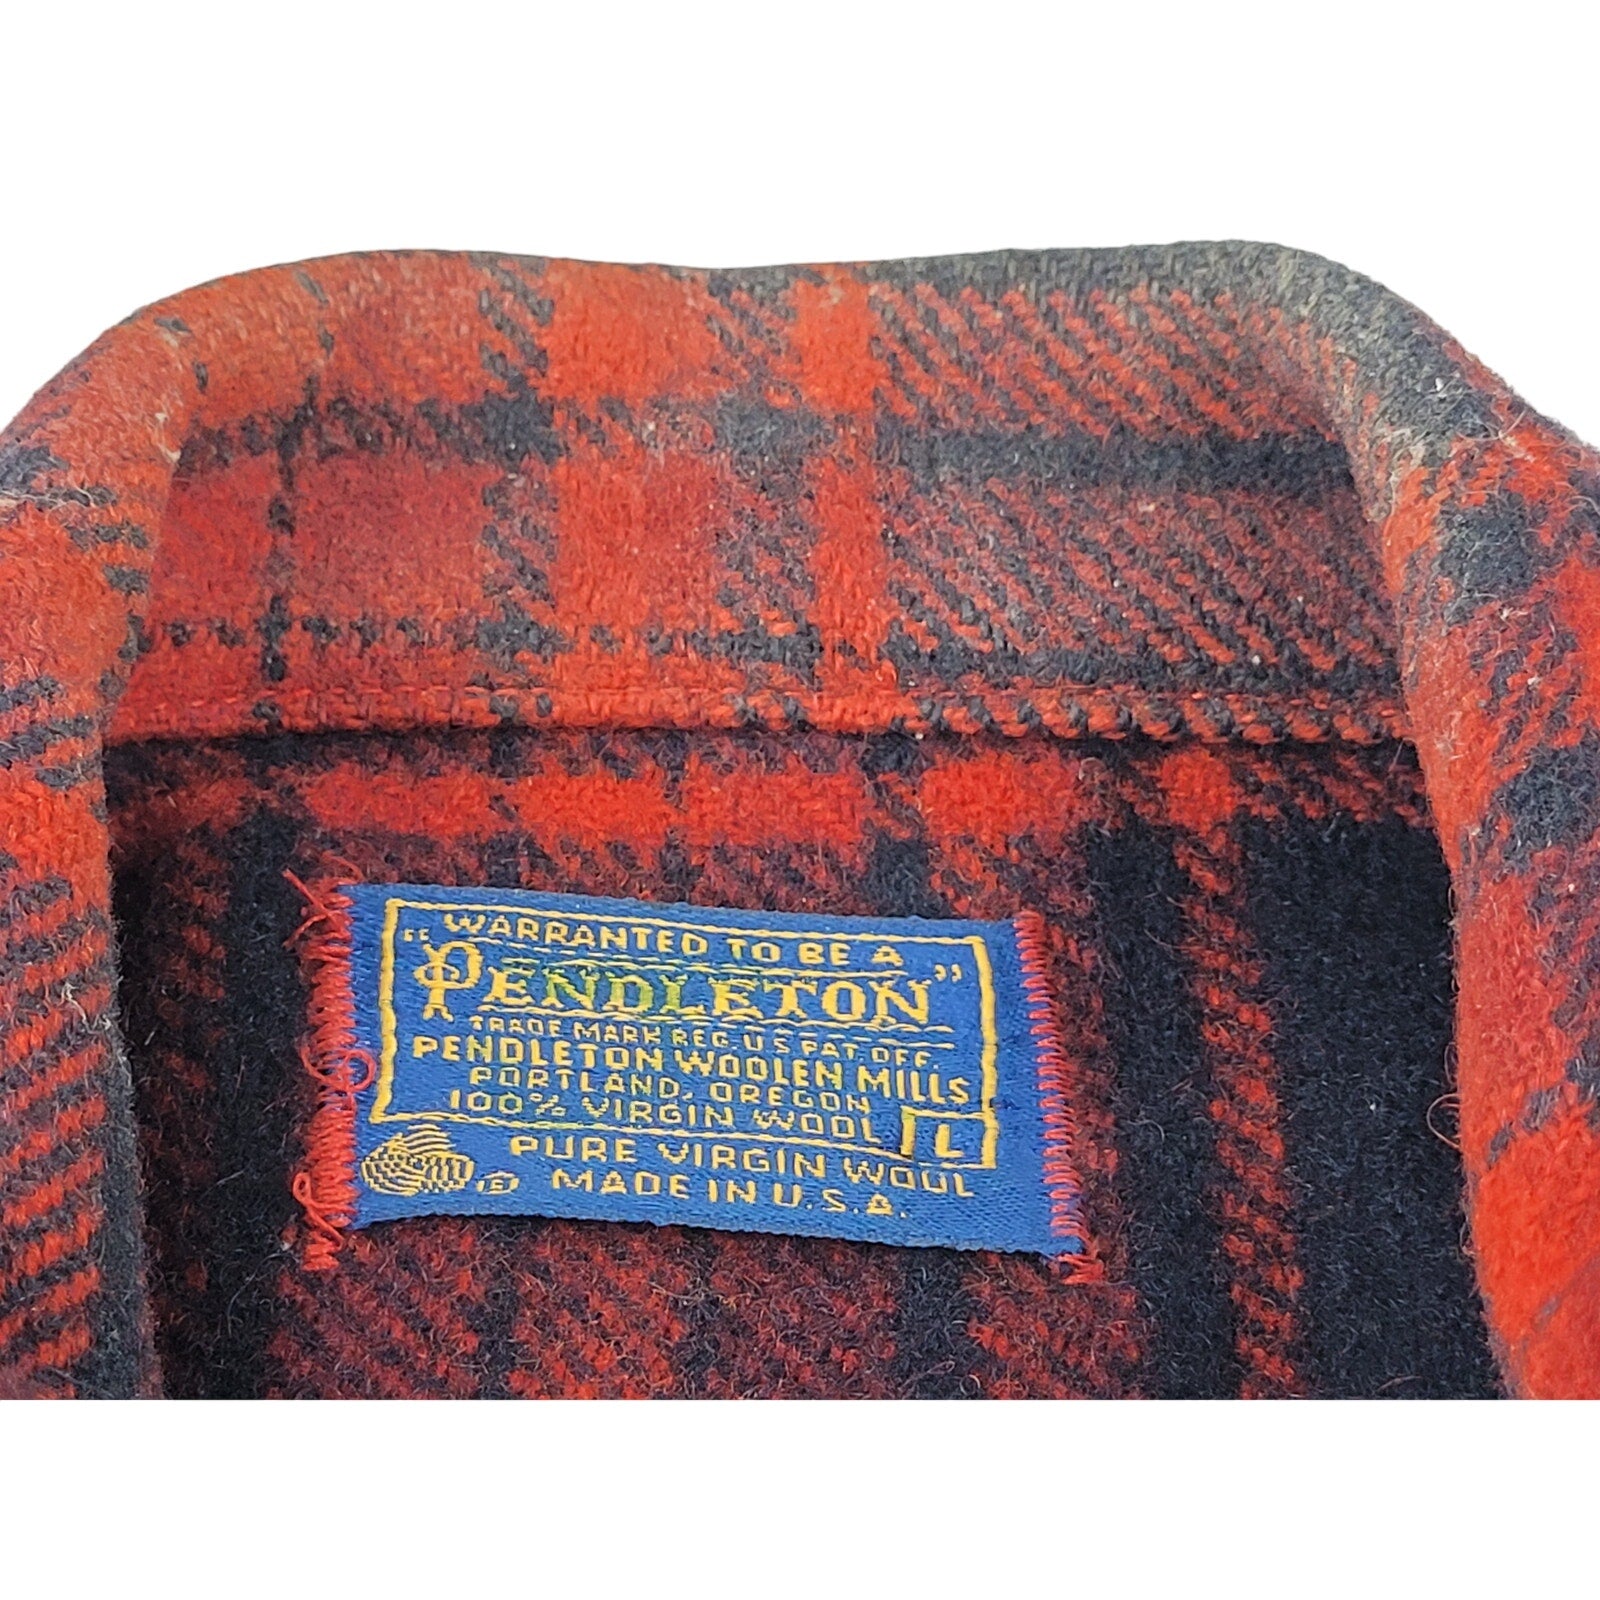 WARRANTED TO BE A
"PENDLETON"
TRADE MARK REG. U.S. PAT. OFF.
PENDLETON WOOLEN MILLS
PORTLAND, OREGON
100% VIRGIN WOOL L
PURE VIRGIN WOOL
MADE IN U.S.A.